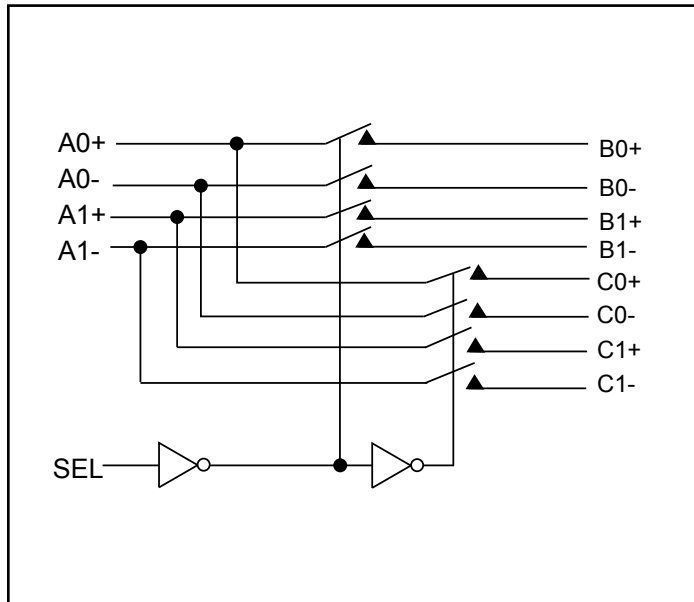 A0+
A0-
A1+
A1-
B0+
B0-
B1+
B1-
C0+
C0-
C1+
C1-
SEL